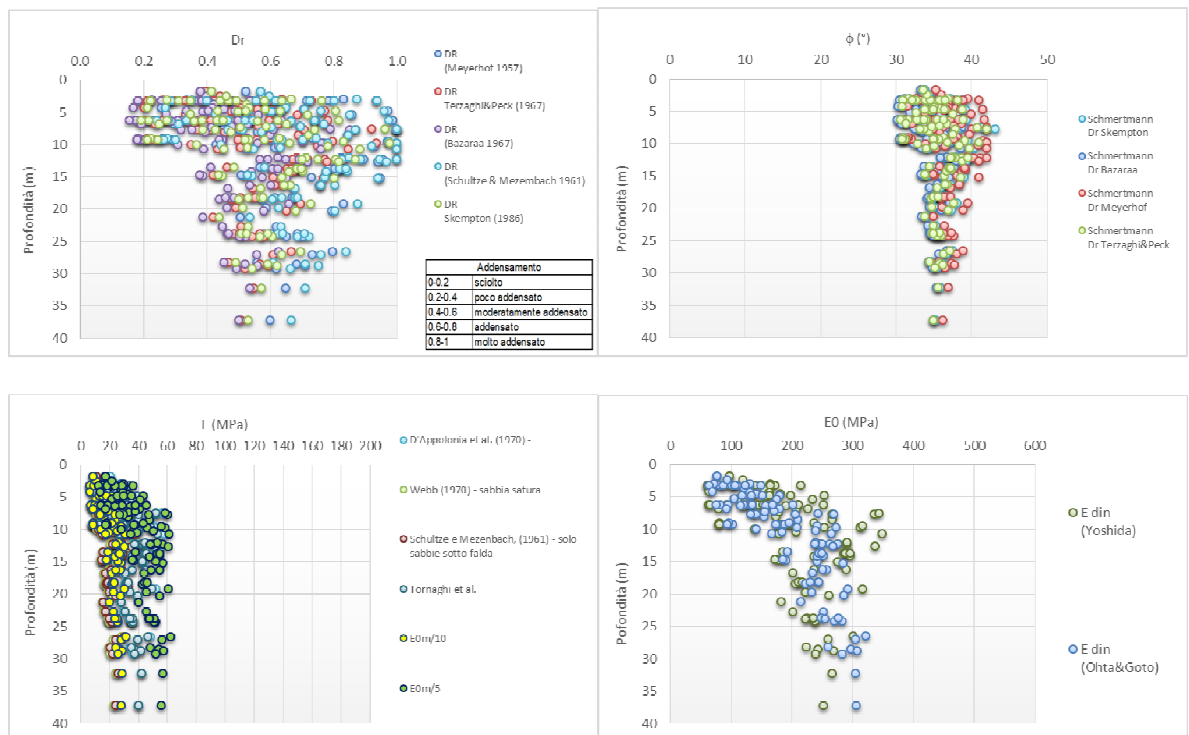 Dr
0.0 0.2 0.4 0.6 0.8 1.0
0
5
10
15
20
25
30
35
40
Profondità (m)
DR
(Meyerhof 1957)
DR
Terzaghi&Peck (1967)
DR
(Bazaraa 1967)
DR
(Schultze & Mezembach 1961)
DR
Skempton (1986)
Addensamento
0-0.2 sciolto
0.2-0.4 poco addensato
0.4-0.6 moderatamente addensato
0.6-0.8 addensato
0.8-1 molto addensato
ϕ (°)
0 10 20 30 40 50
0
5
10
15
20
25
30
35
40
Profondità (m)
Schmertmann
Dr Skempton
Schmertmann
Dr Bazaraa
Schmertmann
Dr Meyerhof
Schmertmann
Dr Terzaghi&Peck
(MPa)
0 20 40 60 80 100 120 140 160 180 200
0
5
10
15
20
25
30
35
40
Profondità (m)
D'Appolonia et al. (1970) -
Webb (1970) - sabbia satura
Schultze e Mezenbach, (1961) - solo
sabbie sotto falda
et al.
E0m/10
E0m/5
E0 (MPa)
0 100 200 300 400 500 600
0
5
10
15
20
25
30
35
40
Pofondità (m)
E din
(Yoshida)
E din
(Ohta&Goto)